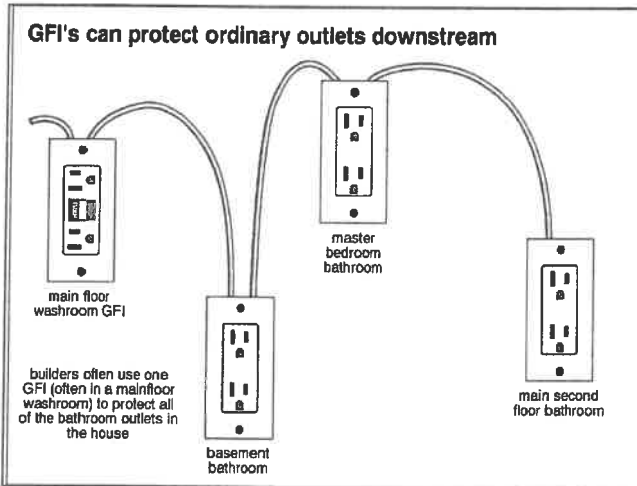 GFI's can protect ordinary outlets downstream
main floor
washroom GFI
builders often use one
GFI (often in a mainfloor
washroom) to protect all
of the bathroom outlets in
the house
basement
bathroom
master
bedroom
bathroom
main second
floor bathroom